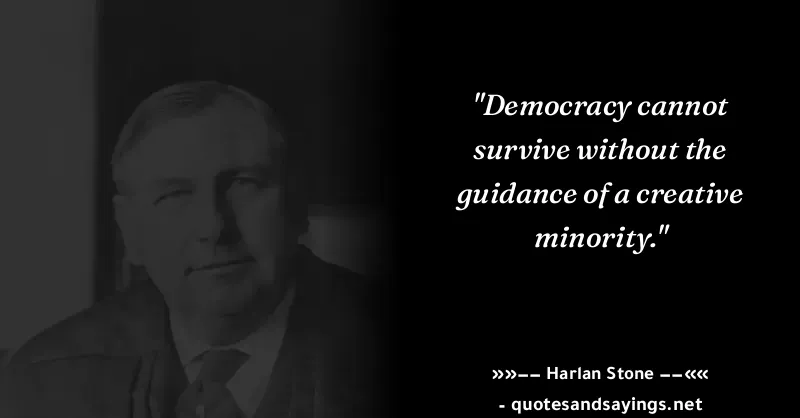 "Democracy cannot
survive without the
guidance of a creative
minority."
»»–– Harlan Stone ––««
- quotesandsayings.net